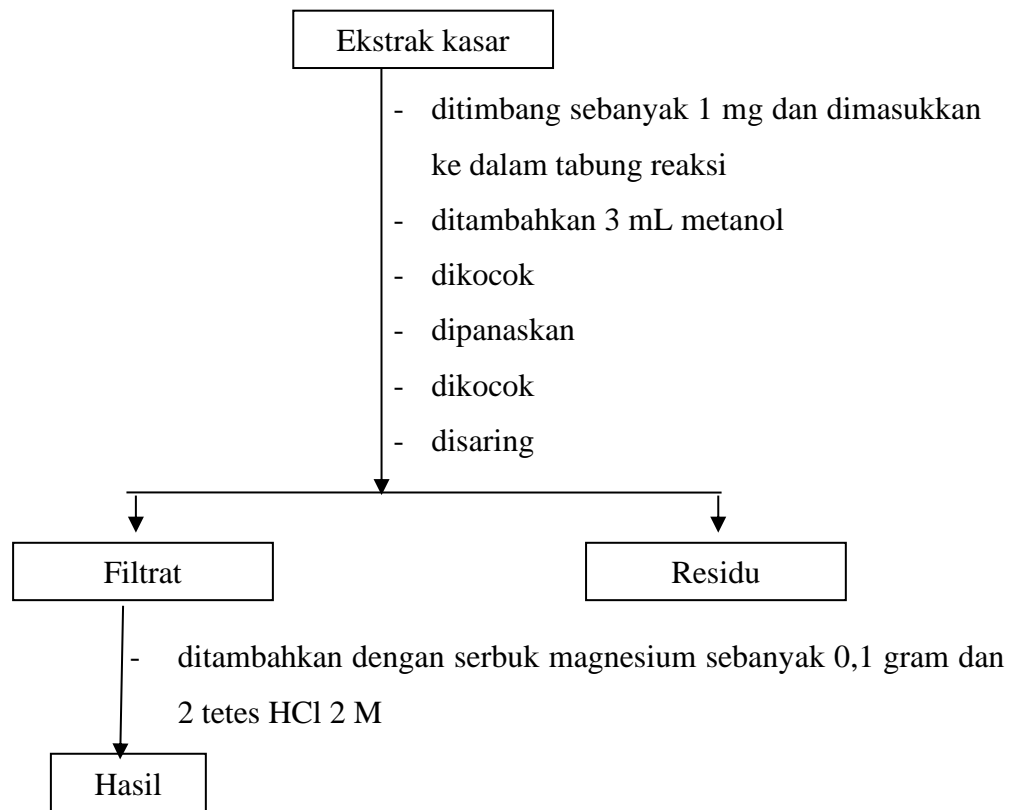 Ekstrak kasar
- ditimbang sebanyak 1 mg dan dimasukkan
ke dalam tabung reaksi
- ditambahkan 3 mL metanol
- dikocok
- dipanaskan
- dikocok
- disaring
Filtrat
Residu
- ditambahkan dengan serbuk magnesium sebanyak 0,1 gram dan
2 tetes HCl 2 M
Hasil